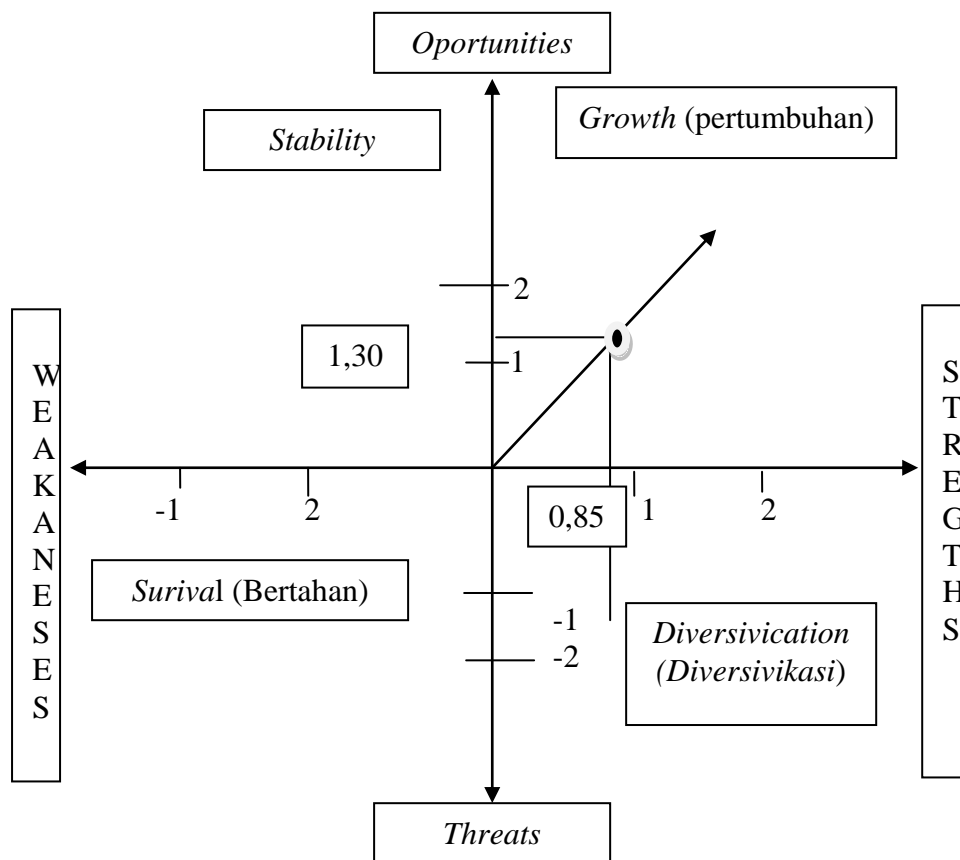 Oportunities
Growth (pertumbuhan)
Stability
2
1,30
1
W
E
A
K
A
N
E
S
E
S
S
T
R
E
G
T
H
S
-1
2
0,85
1
2
Surival (Bertahan)
-1
-2
Diversivication
(Diversivikasi)
Threats